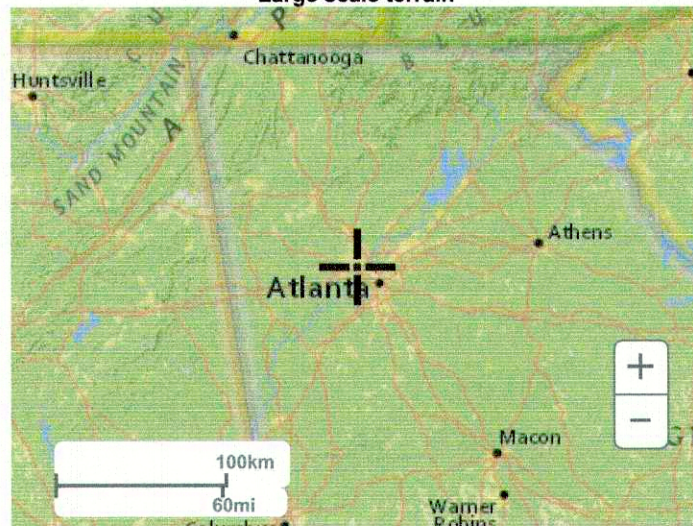 Large scale terrain
C U
P
Chattanooga
B L U
Huntsville
SAND MOUNTAIN
A
Athens
Atlanta
+
−
Macon
100km
60mi
Warner
Robins